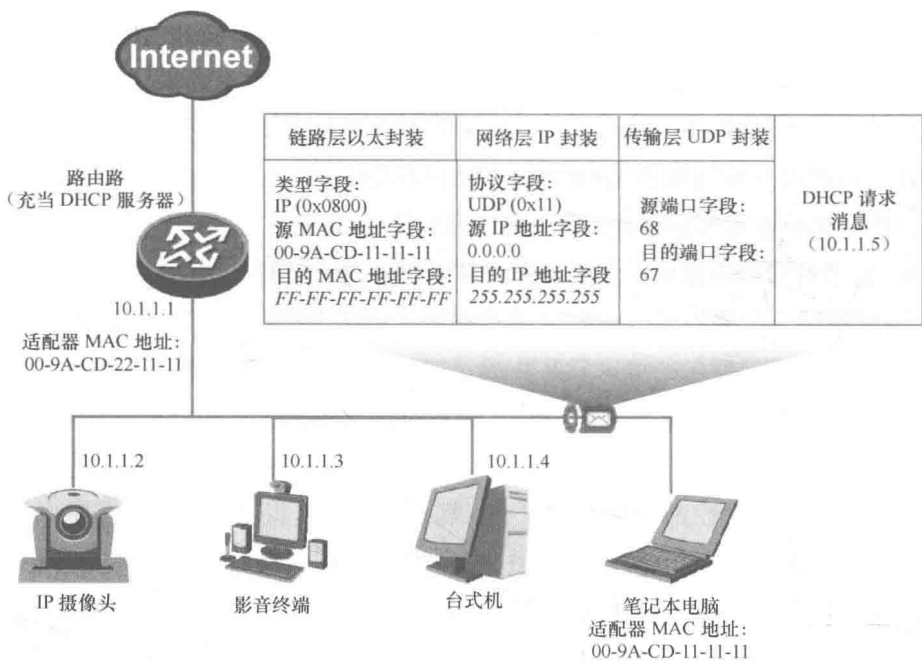 Internet
路由路
(充当 DHCP 服务器)
10.1.1.1
适配器 MAC 地址:
00-9A-CD-22-11-11
链路层以太封装
类型字段:
IP (0x0800)
源 MAC 地址字段:
00-9A-CD-11-11-11
目的 MAC 地址字段:
FF-FF-FF-FF-FF-FF
网络层 IP 封装
协议字段:
UDP (0x11)
源 IP 地址字段:
0.0.0.0
目的 IP 地址字段
255.255.255.255
传输层 UDP 封装
源端口字段:
68
目的端口字段:
67
DHCP 请求
消息
(10.1.1.5)
10.1.1.2
10.1.1.3
10.1.1.4
IP 摄像头
影音终端
台式机
笔记本电脑
适配器 MAC 地址:
00-9A-CD-11-11-11